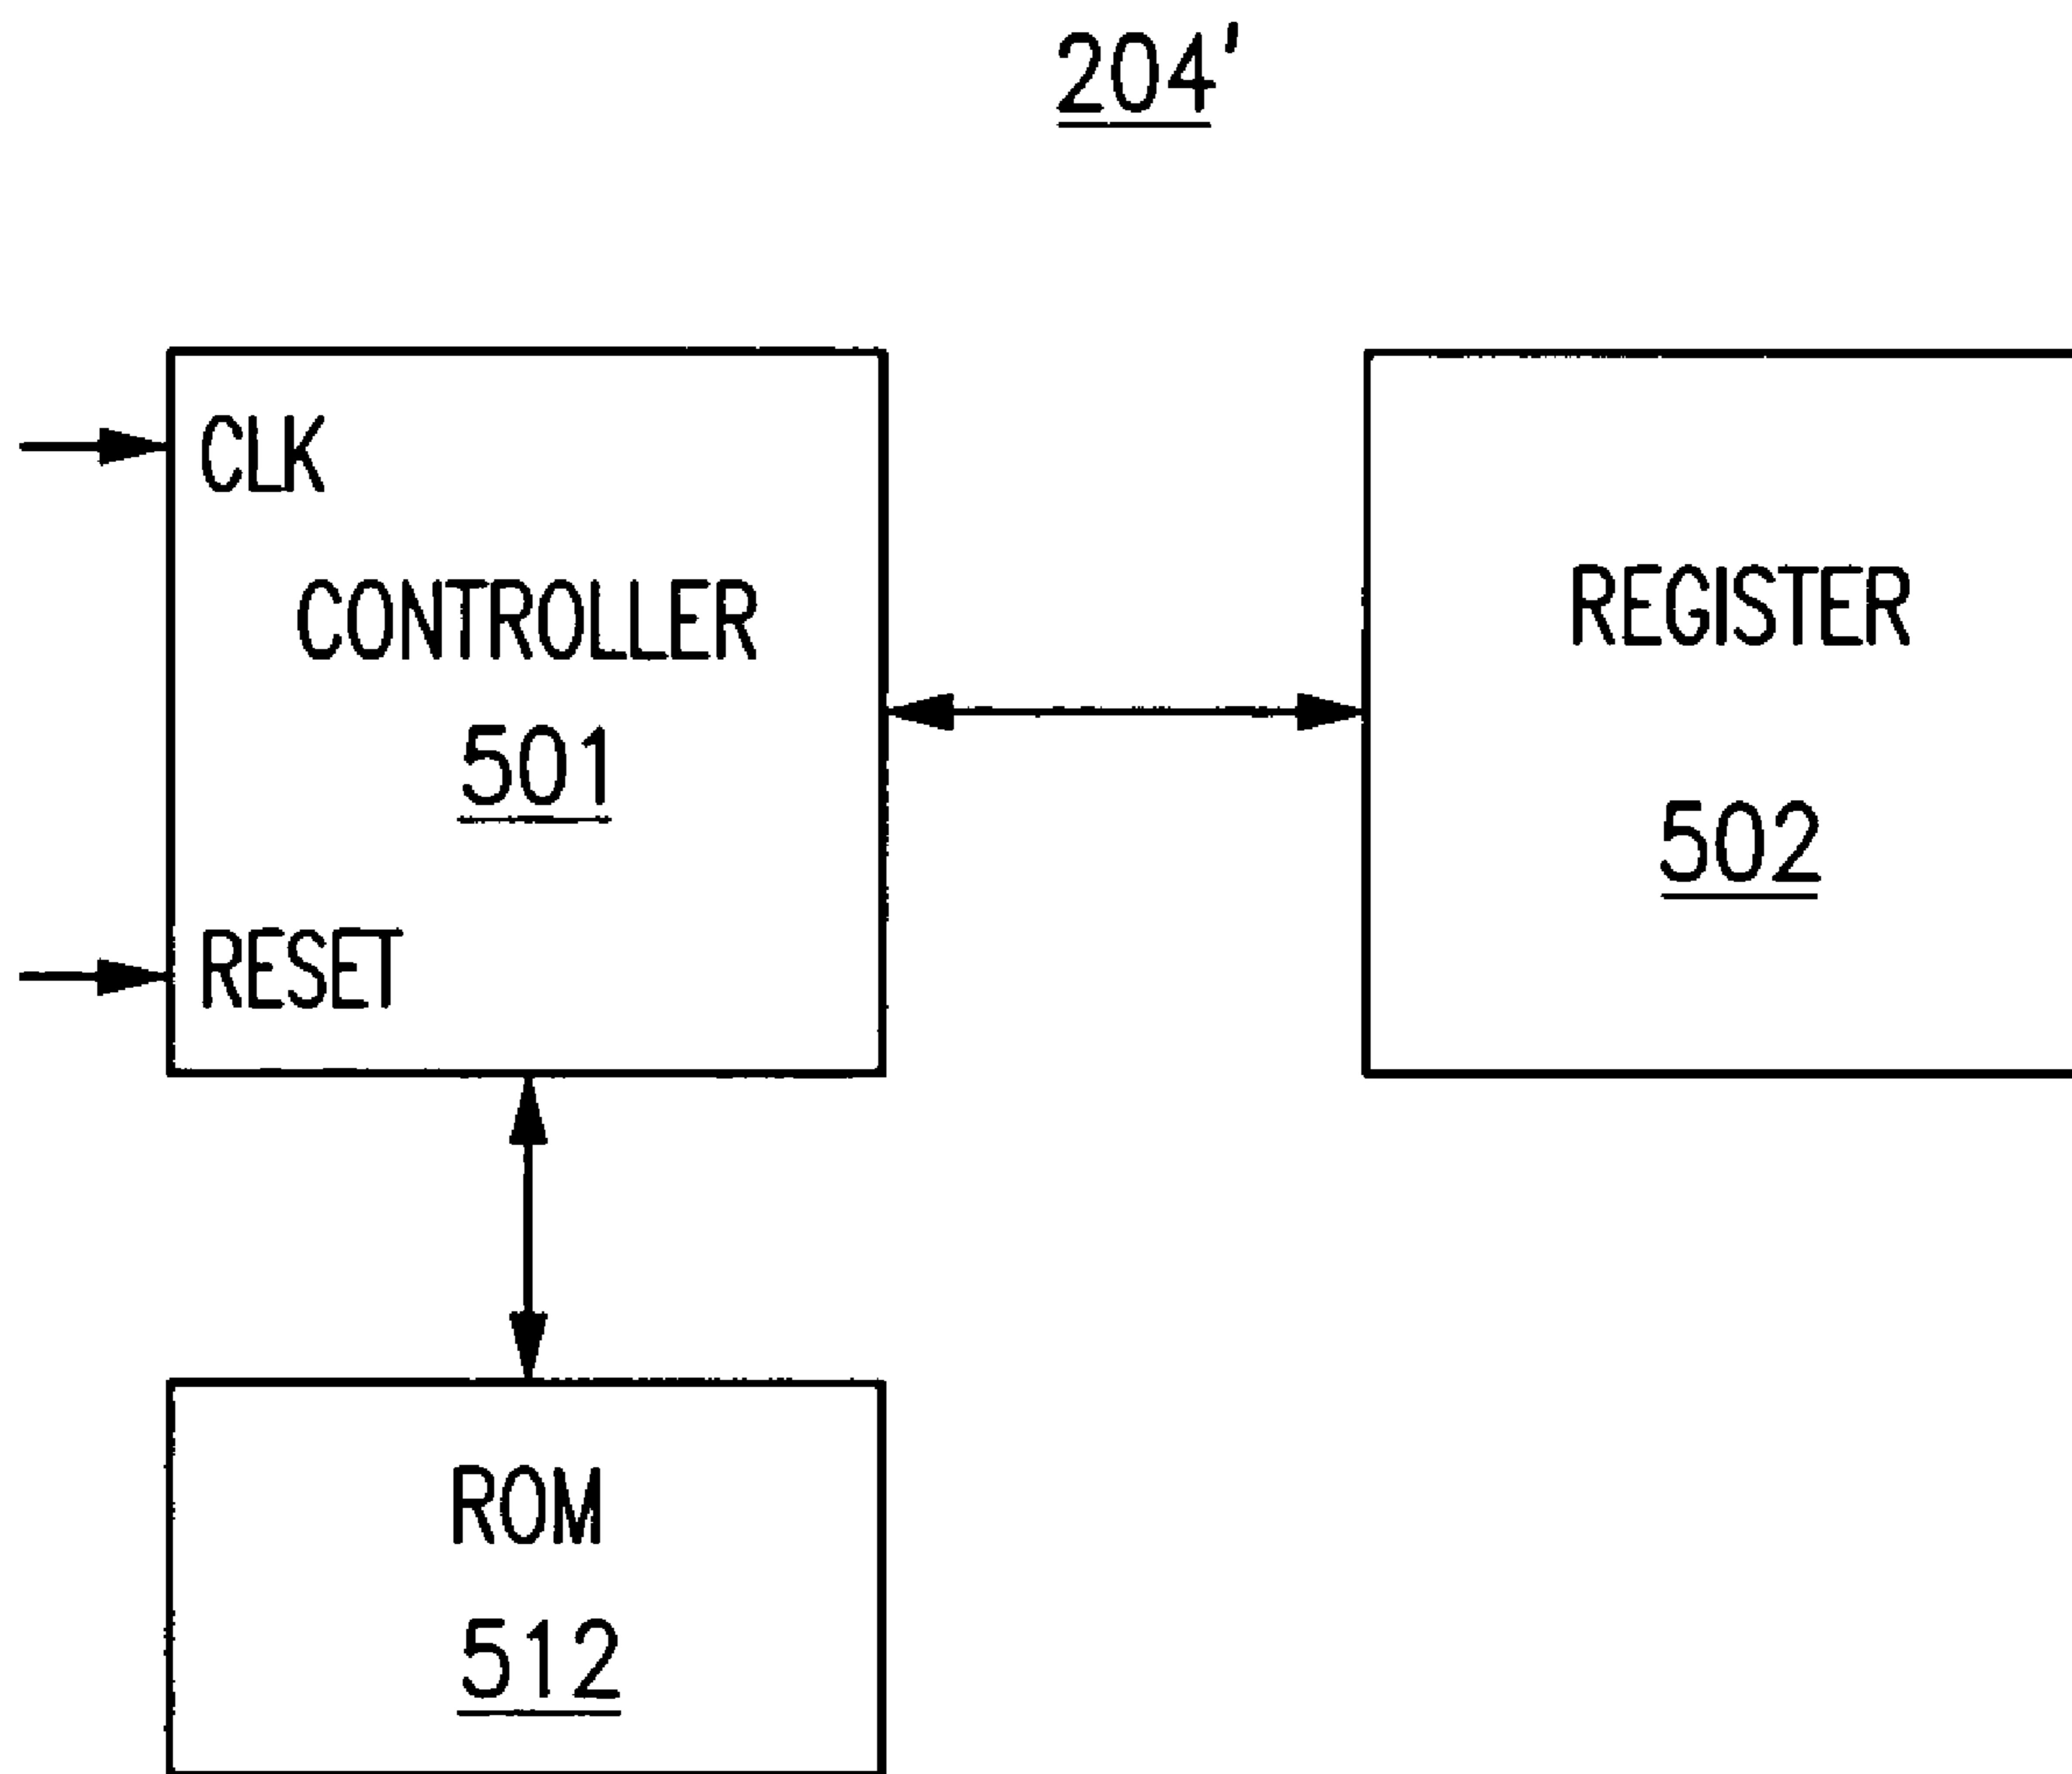 204'
CLK
CONTROLLER
501
RESET
REGISTER
502
ROM
512